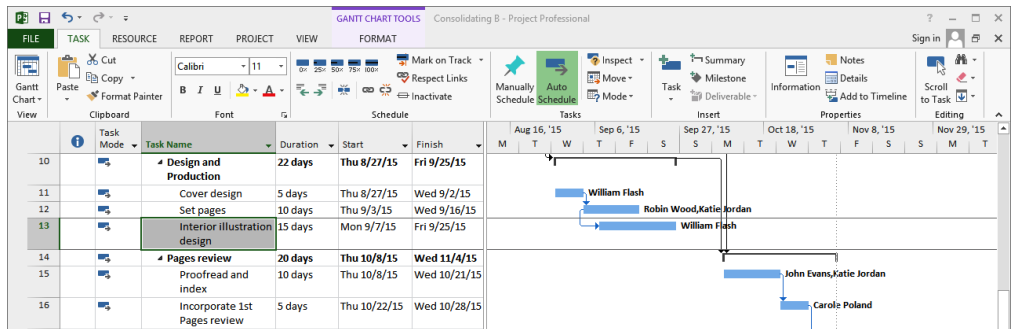 GANTT CHART TOOLS Consolidating B - Project Professional
FILE TASK RESOURCE REPORT PROJECT VIEW FORMAT Sign in
Gantt Chart
View
Paste
Cut
Copy
Format Painter
Clipboard
Calibri 11
B I U A
Font
0% 25% 50% 75% 100%
Mark on Track
Respect Links
Inactivate
Schedule
Manually Schedule
Auto Schedule
Inspect
Move
Mode
Tasks
Task
Summary
Milestone
Deliverable
Insert
Information
Notes
Details
Add to Timeline
Properties
Scroll to Task
Editing
Task Mode Task Name Duration Start Finish
Aug 16, '15 Sep 6, '15 Sep 27, '15 Oct 18, '15 Nov 8, '15 Nov 29, '15
M T W T F S S M T W T F S S M T
10 Design and Production 22 days Thu 8/27/15 Fri 9/25/15
11 Cover design 5 days Thu 8/27/15 Wed 9/2/15 William Flash
12 Set pages 10 days Thu 9/3/15 Wed 9/16/15 Robin Wood,Katie Jordan
13 Interior illustration design 15 days Mon 9/7/15 Fri 9/25/15 William Flash
14 Pages review 20 days Thu 10/8/15 Wed 11/4/15
15 Proofread and index 10 days Thu 10/8/15 Wed 10/21/15 John Evans,Katie Jordan
16 Incorporate 1st Pages review 5 days Thu 10/22/15 Wed 10/28/15 Carole Poland